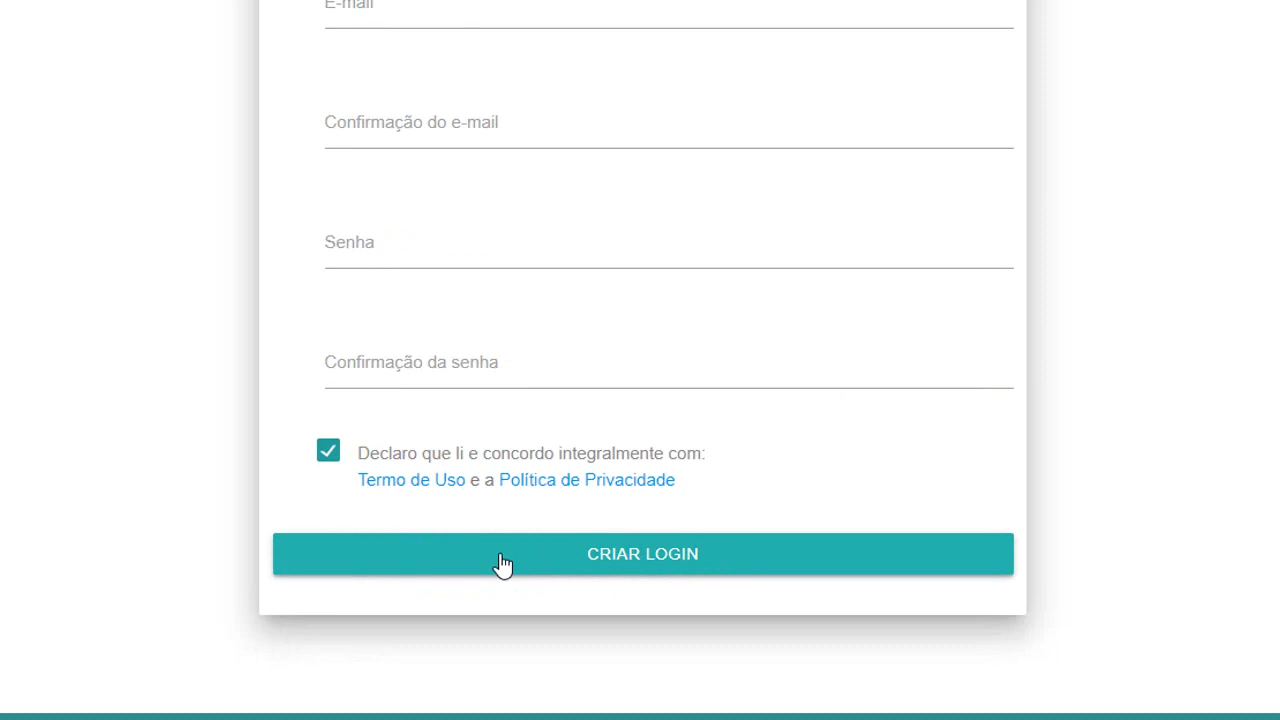 E-mail
Confirmação do e-mail
Senha
Confirmação da senha
Declaro que li e concordo integralmente com:
Termo de Uso e a Política de Privacidade
CRIAR LOGIN